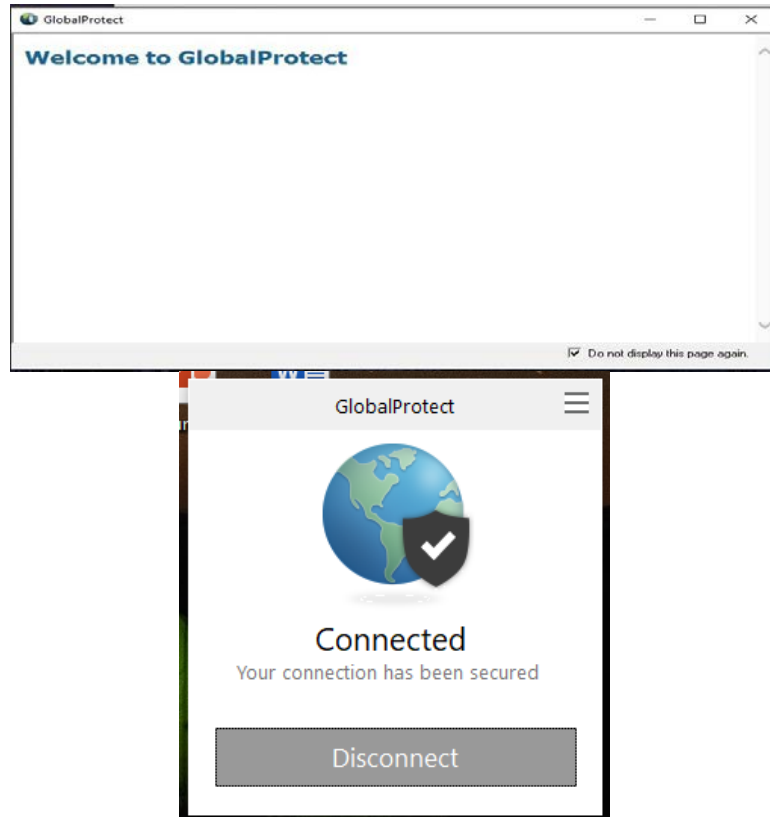 GlobalProtect
Welcome to GlobalProtect
Do not display this page again.
GlobalProtect
Connected
Your connection has been secured
Disconnect